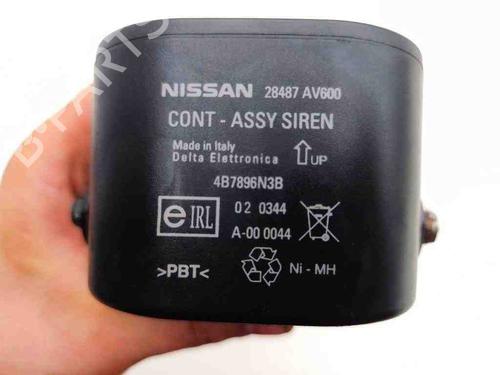 NISSAN 28487 AV600
CONT - ASSY SIREN
Made in Italy
Delta Elettronica
UP
4B7896N3B
e IRL
02 0344
A-00 0044
>PBT<
Ni - MH
B-PARTS